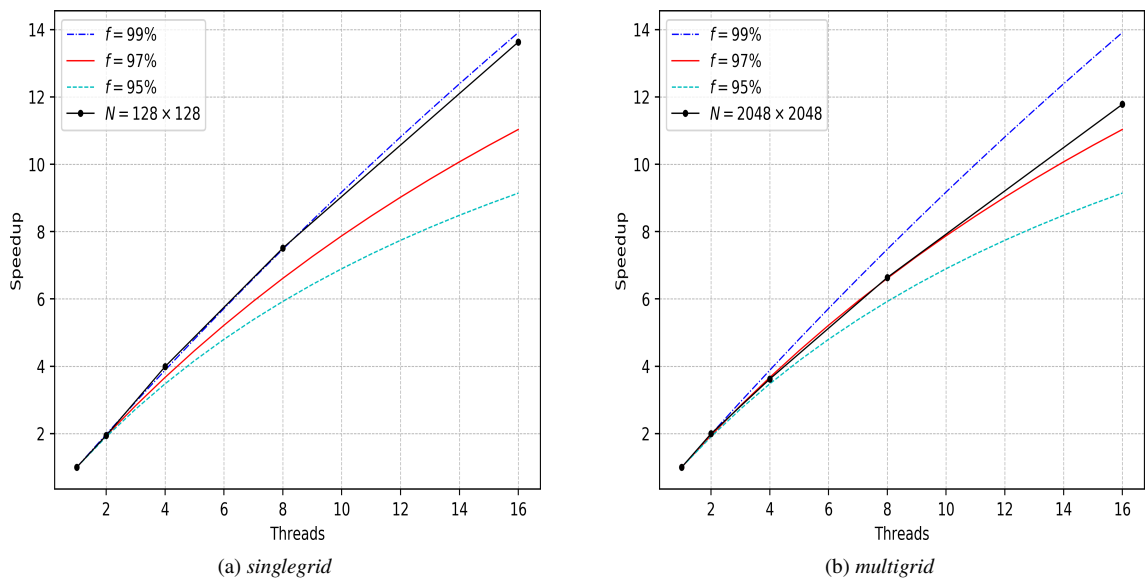 14
12
10
8
6
4
2
Speedup
f = 99%
f = 97%
f = 95%
N = 128 × 128
2 4 6 8 10 12 14 16
Threads
(a) singlegrid
14
12
10
8
6
4
2
Speedup
f = 99%
f = 97%
f = 95%
N = 2048 × 2048
2 4 6 8 10 12 14 16
Threads
(b) multigrid